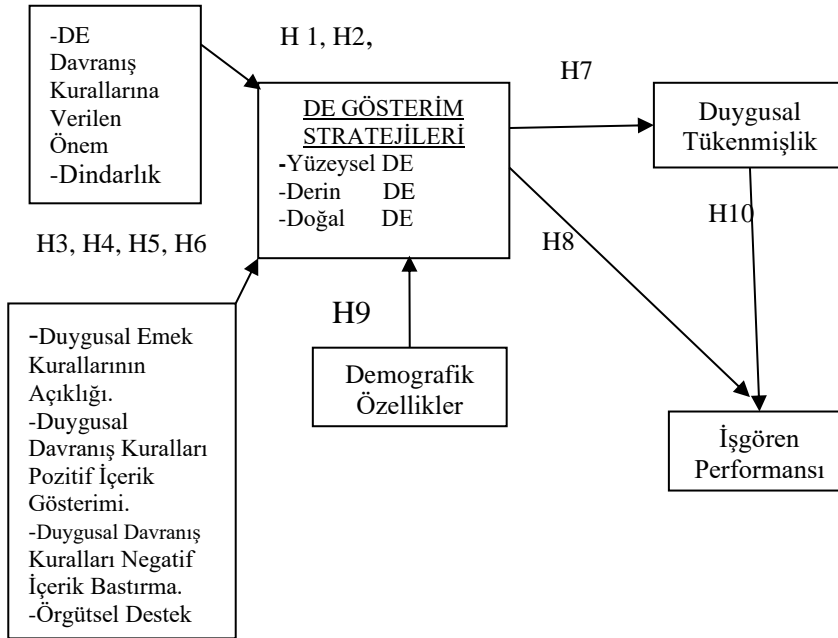 -DE
Davranış
Kurallarına
Verilen
Önem
-Dindarlık
H 1, H2,
H3, H4, H5, H6
DE GÖSTERİM
STRATEJİLERİ
-Yüzeysel DE
-Derin DE
-Doğal DE
H7
Duygusal
Tükenmişlik
H8
H10
H9
Demografik
Özellikler
İşgören
Performansı
-Duygusal Emek
Kurallarının
Açıklığı.
-Duygusal
Davranış Kuralları
Pozitif İçerik
Gösterimi.
-Duygusal Davranış
Kuralları Negatif
İçerik Bastırma.
-Örgütsel Destek